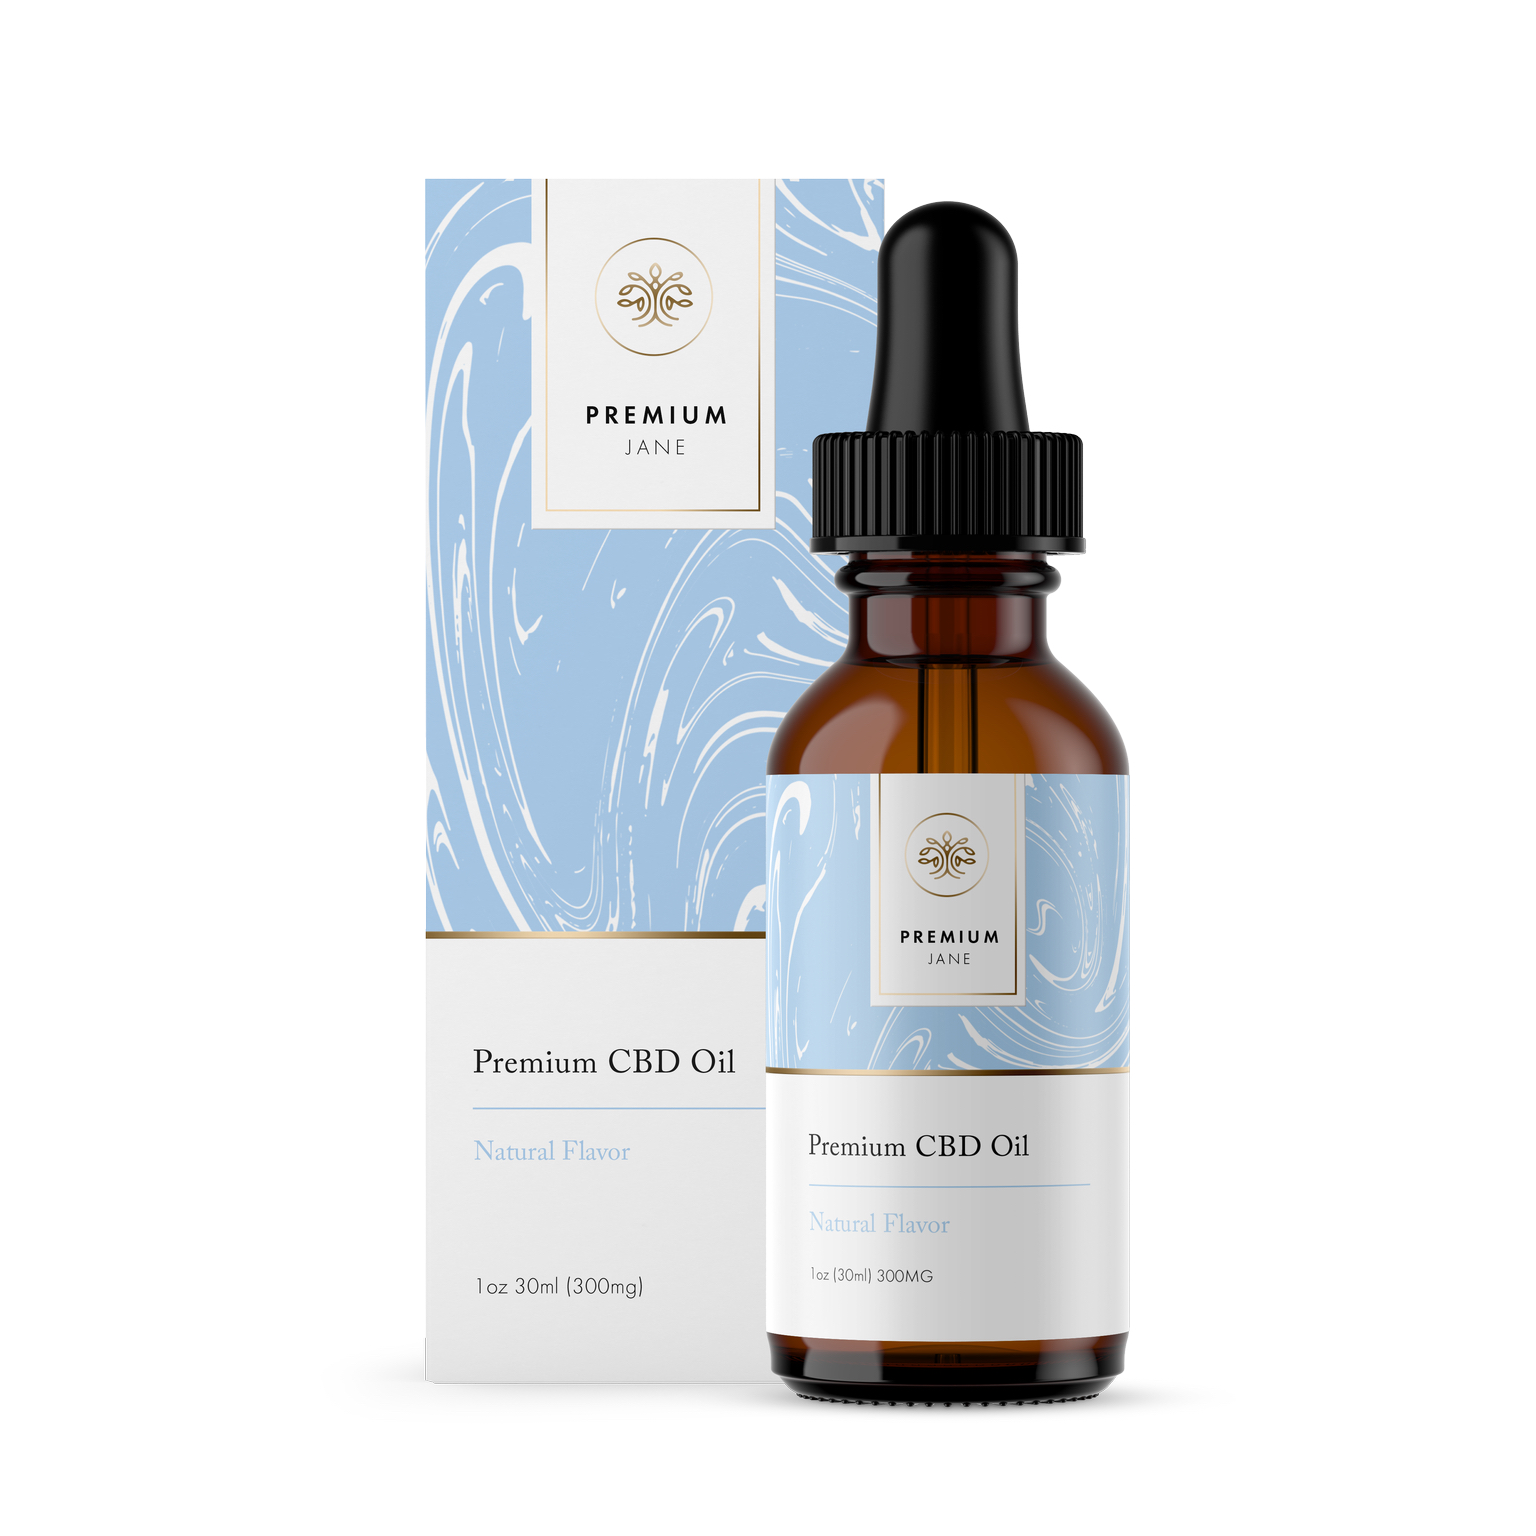 PREMIUM
JANE
Premium CBD Oil
Natural Flavor
1oz 30ml (300mg)
PREMIUM
JANE
Premium CBD Oil
Natural Flavor
1oz (30ml) 300MG